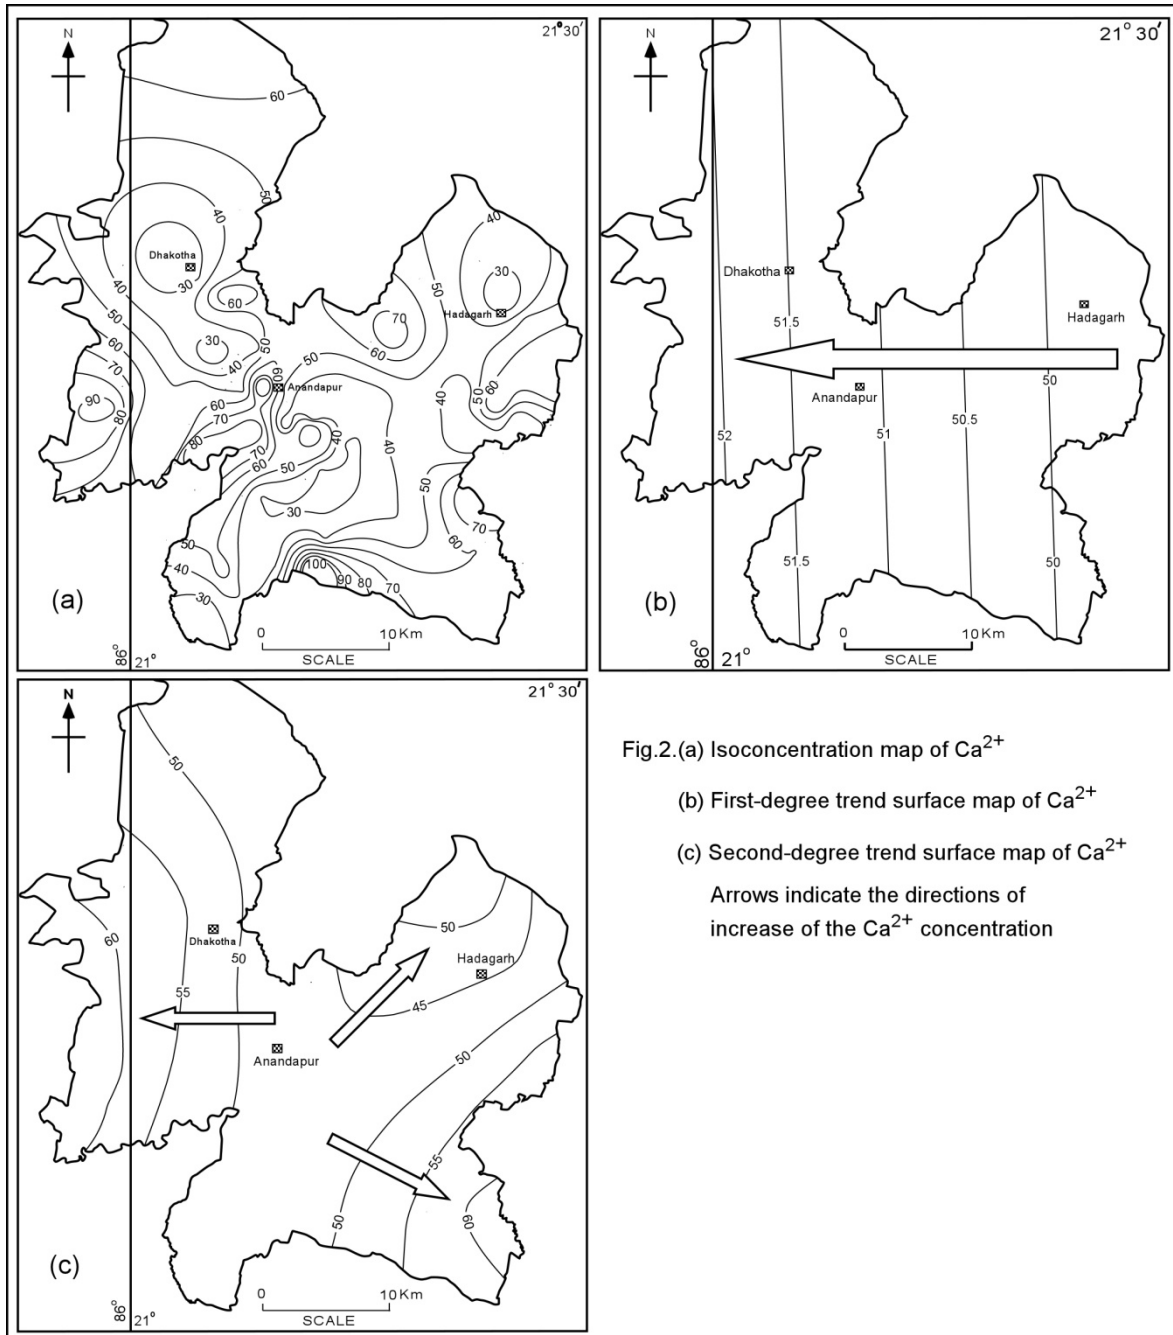 N
21° 30′
60
50
40
40
Dhakotha
30
40
30
60
50
70
Hadagarh
50
60
30
40
50
60
50
60
70
90
80
60
Anandapur
60
70
80
40
50
60
40
40
70
60
50
50
30
70
60
50
40
30
100
90
80
70
(a)
0
10 Km
SCALE
86°
21°
N
21° 30′
Dhakotha
51.5
Hadagarh
50
Anandapur
52
51
50.5
51.5
50
(b)
0
10 Km
SCALE
86°
21°
N
21° 30′
50
50
60
Dhakotha
50
Hadagarh
55
45
50
Anandapur
55
50
60
(c)
0
10 Km
SCALE
86°
21°
Fig.2.(a) Isoconcentration map of Ca²⁺
(b) First-degree trend surface map of Ca²⁺
(c) Second-degree trend surface map of Ca²⁺
Arrows indicate the directions of
increase of the Ca²⁺ concentration